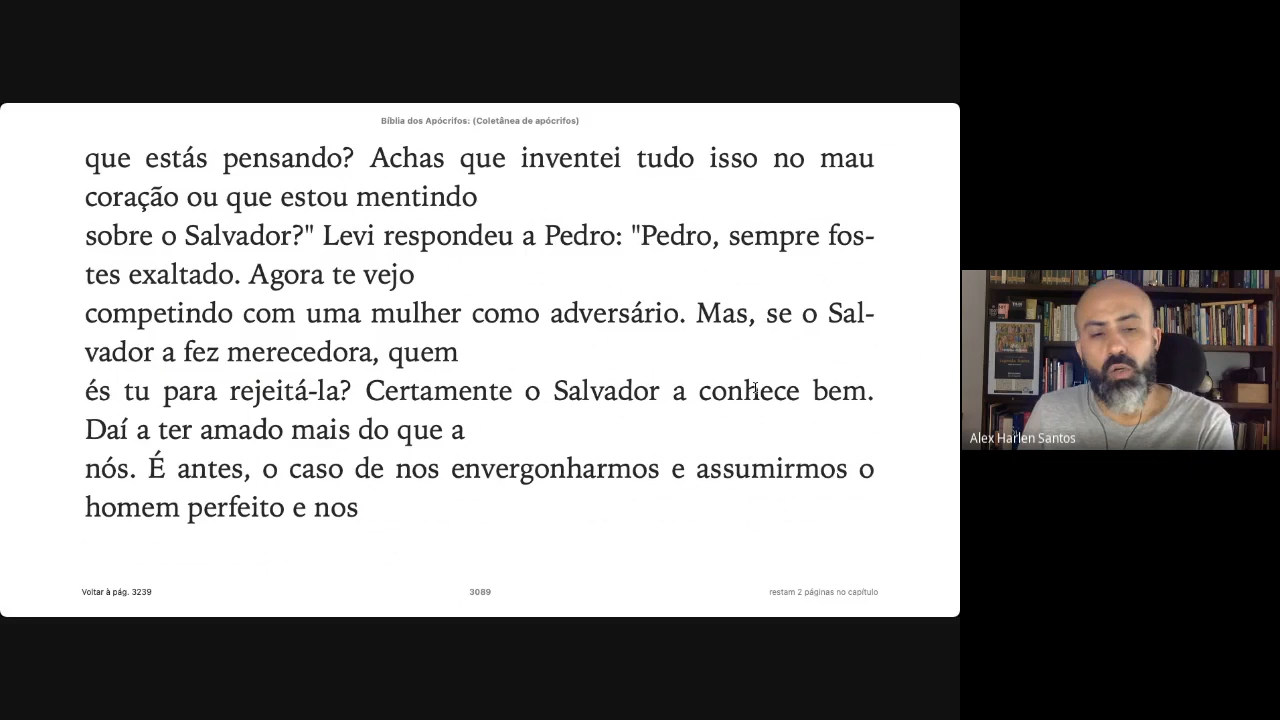 Bíblia dos Apócrifos: (Coletânea de apócrifos)
que estás pensando? Achas que inventei tudo isso no mau
coração ou que estou mentindo
sobre o Salvador?" Levi respondeu a Pedro: "Pedro, sempre fos-
tes exaltado. Agora te vejo
competindo com uma mulher como adversário. Mas, se o Sal-
vador a fez merecedora, quem
és tu para rejeitá-la? Certamente o Salvador a conhece bem.
Daí a ter amado mais do que a
nós. É antes, o caso de nos envergonharmos e assumirmos o
homem perfeito e nos
Voltar à pág. 3239
3089
restam 2 páginas no capítulo
Alex Harlen Santos